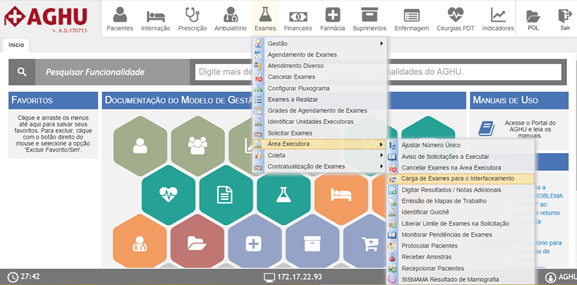 AGHU
v. 6.0.170713
Pacientes
Internação
Prescrição
Ambulatório
Exames
Financeiro
Farmácia
Suprimentos
Enfermagem
Cirurgias PDT
Indicadores
POL
Sair
Início
Pesquisar Funcionalidade
Digite mais de
alidades do AGHU.
Gestão
Agendamento de Exames
Atendimento Diverso
Cancelar Exames
Configurar Fluxograma
Exames a Realizar
Grades de Agendamento de Exames
Identificar Unidades Executoras
Solicitar Exames
Área Executora
Coleta
Contratualização de Exames
Favoritos
Clique e arraste os menus
até aqui para salvar seus
favoritos. Para excluir, clique
com o botão direito do
mouse e selecione a opção
'Excluir Favorito/Sim'.
Documentação do Modelo de Gestã
Manuais de Uso
Acesse o Portal do
AGHU e leia os
manuais.
Ajustar Número Único
Aviso de Solicitações a Executar
Cancelar Exames na Área Executora
Carga de Exames para o Interfaceamento
Digitar Resultados / Notas Adicionais
Emissão de Mapas de Trabalho
Identificar Guichê
Liberar Limite de Exames na Solicitação
Monitorar Pendências de Exames
Protocolar Pacientes
Receber Amostras
Recepcionar Pacientes
SISMAMA Resultado de Mamografia
27:42
172.17.22.93
AGHU